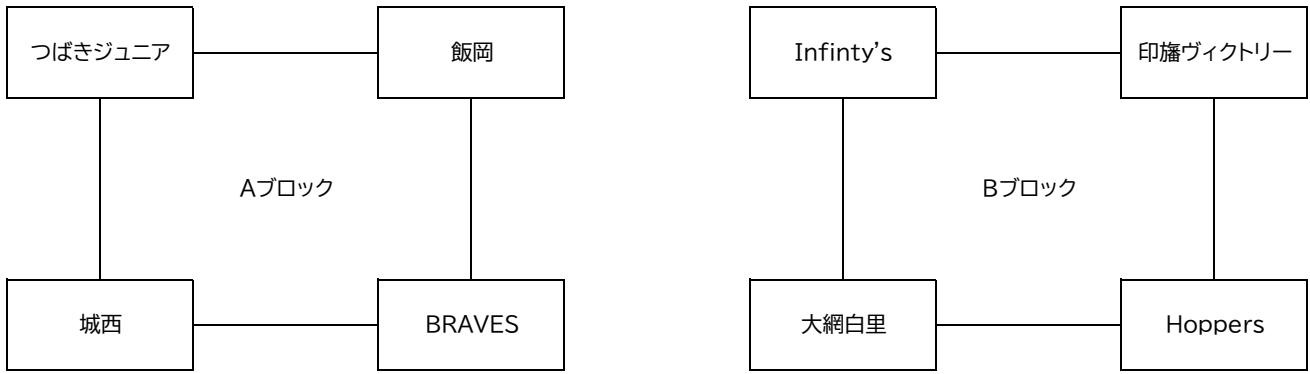 つばきジュニア
飯岡
Aブロック
城西
BRAVES
Infinty's
印旛ヴィクトリー
Bブロック
大網白里
Hoppers